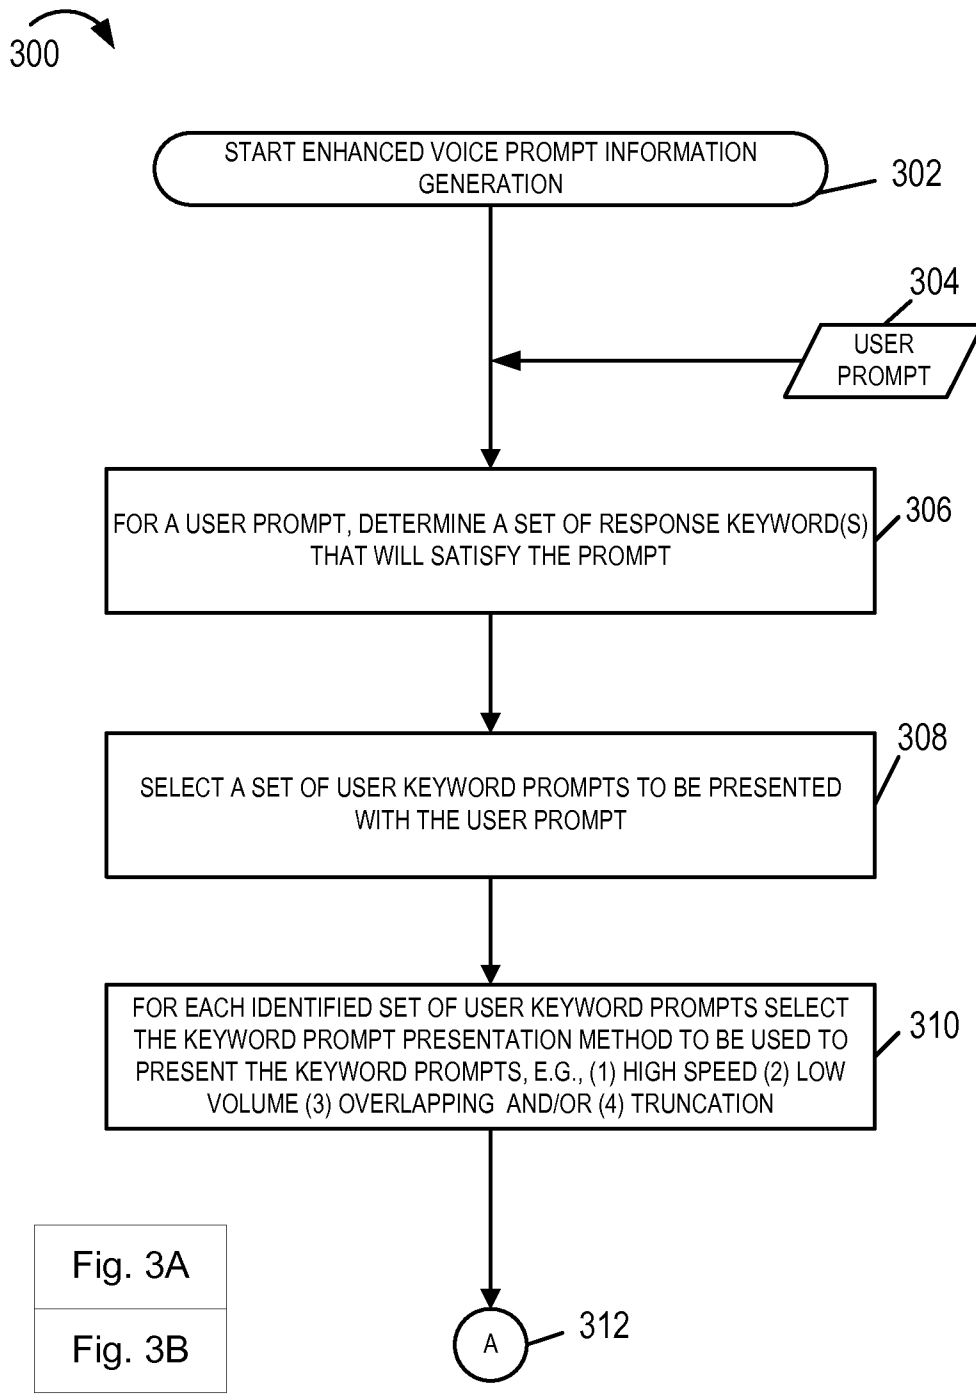 300
START ENHANCED VOICE PROMPT INFORMATION
GENERATION
302
304
USER
PROMPT
FOR A USER PROMPT, DETERMINE A SET OF RESPONSE KEYWORD(S)
THAT WILL SATISFY THE PROMPT
306
SELECT A SET OF USER KEYWORD PROMPTS TO BE PRESENTED
WITH THE USER PROMPT
308
FOR EACH IDENTIFIED SET OF USER KEYWORD PROMPTS SELECT
THE KEYWORD PROMPT PRESENTATION METHOD TO BE USED TO
PRESENT THE KEYWORD PROMPTS, E.G., (1) HIGH SPEED (2) LOW
VOLUME (3) OVERLAPPING AND/OR (4) TRUNCATION
310
Fig. 3A
Fig. 3B
A
312